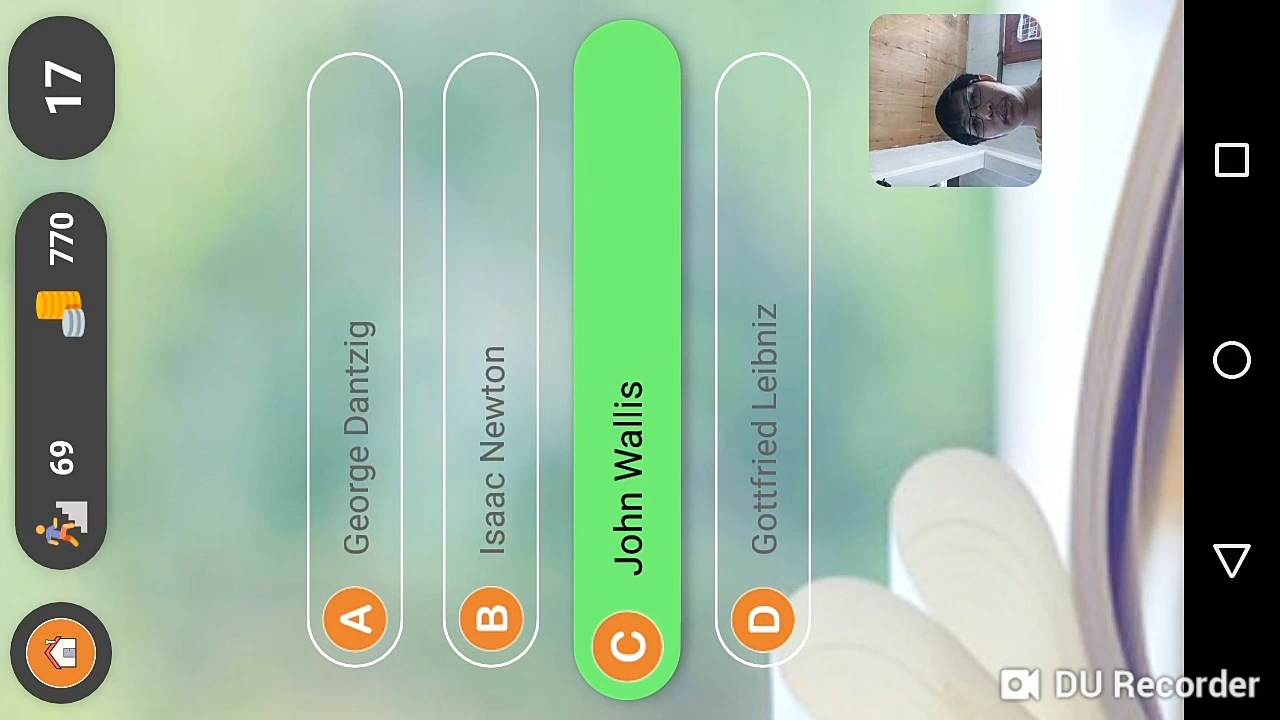 69 770 17
A George Dantzig
B Isaac Newton
C John Wallis
D Gottfried Leibniz
DU Recorder